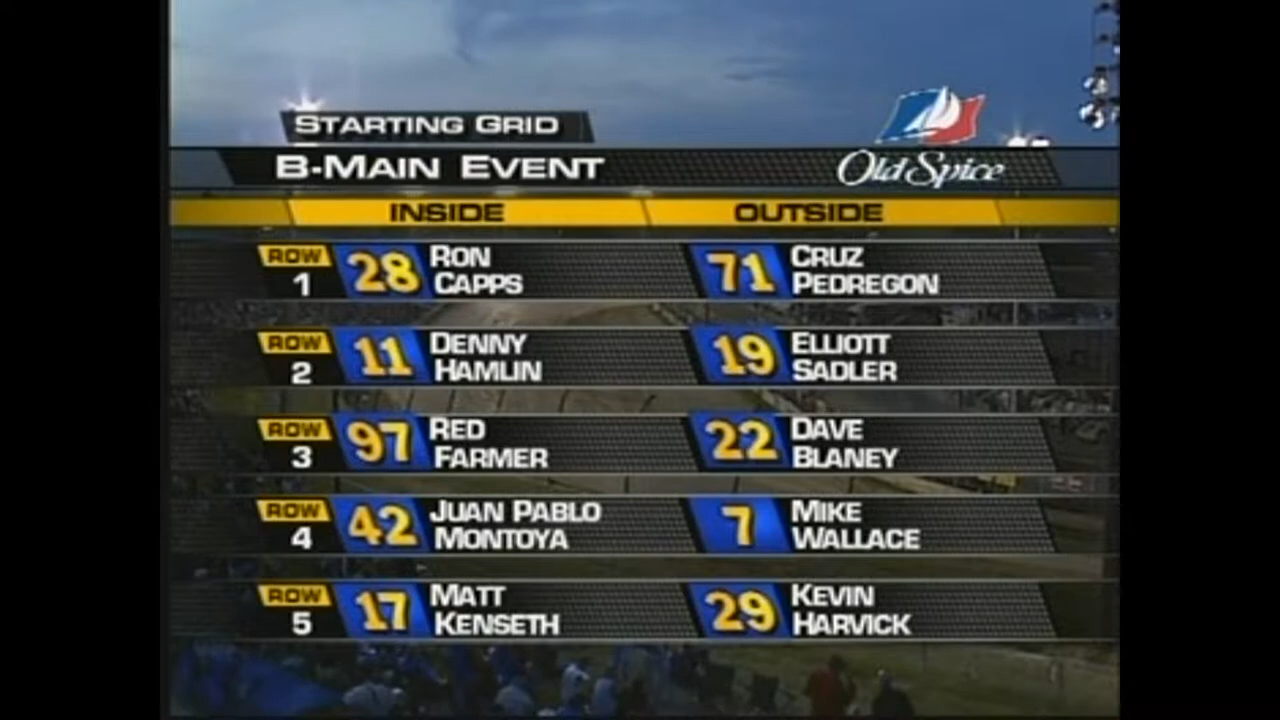 STARTING GRID
B-MAIN EVENT
Old Spice
INSIDE OUTSIDE
ROW 1 28 RON CAPPS 71 CRUZ PEDREGON
ROW 2 11 DENNY HAMLIN 19 ELLIOTT SADLER
ROW 3 97 RED FARMER 22 DAVE BLANEY
ROW 4 42 JUAN PABLO MONTOYA 7 MIKE WALLACE
ROW 5 17 MATT KENSETH 29 KEVIN HARVICK